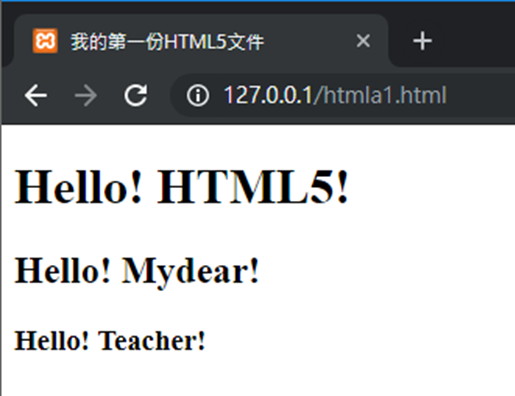 我的第一份HTML5文件
127.0.0.1/htmla1.html
Hello! HTML5!
Hello! Mydear!
Hello! Teacher!